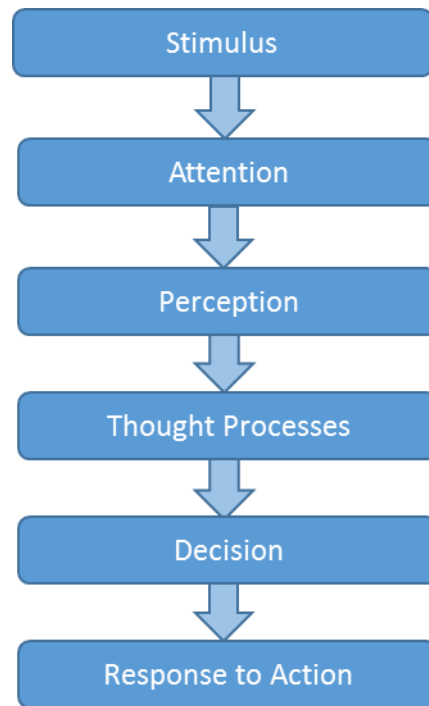 Stimulus
Attention
Perception
Thought Processes
Decision
Response to Action